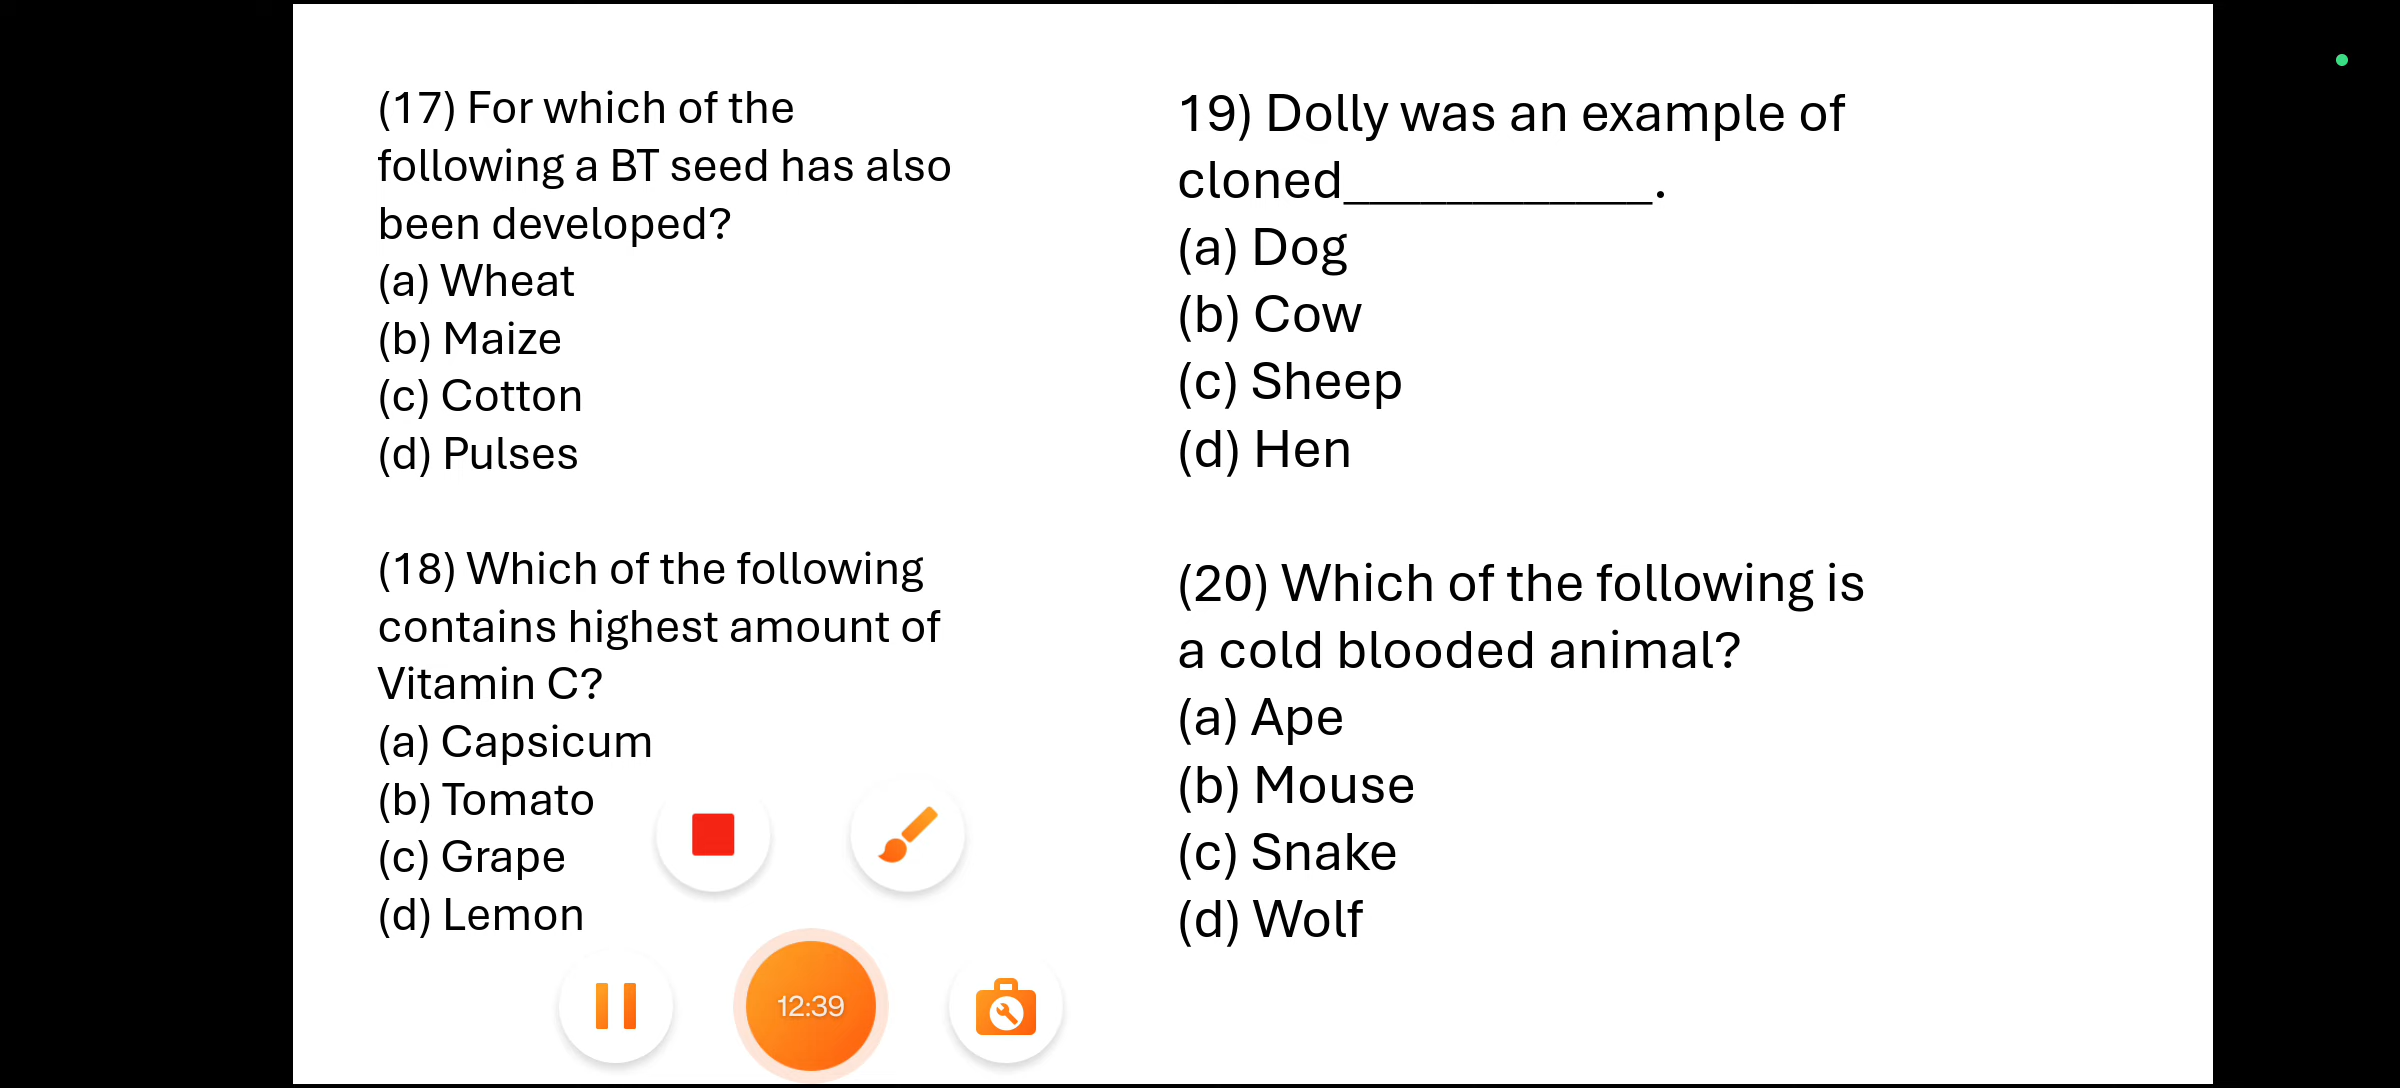 (17) For which of the
following a BT seed has also
been developed?
(a) Wheat
(b) Maize
(c) Cotton
(d) Pulses
(18) Which of the following
contains highest amount of
Vitamin C?
(a) Capsicum
(b) Tomato
(c) Grape
(d) Lemon
12:39
19) Dolly was an example of
cloned____________.
(a) Dog
(b) Cow
(c) Sheep
(d) Hen
(20) Which of the following is
a cold blooded animal?
(a) Ape
(b) Mouse
(c) Snake
(d) Wolf